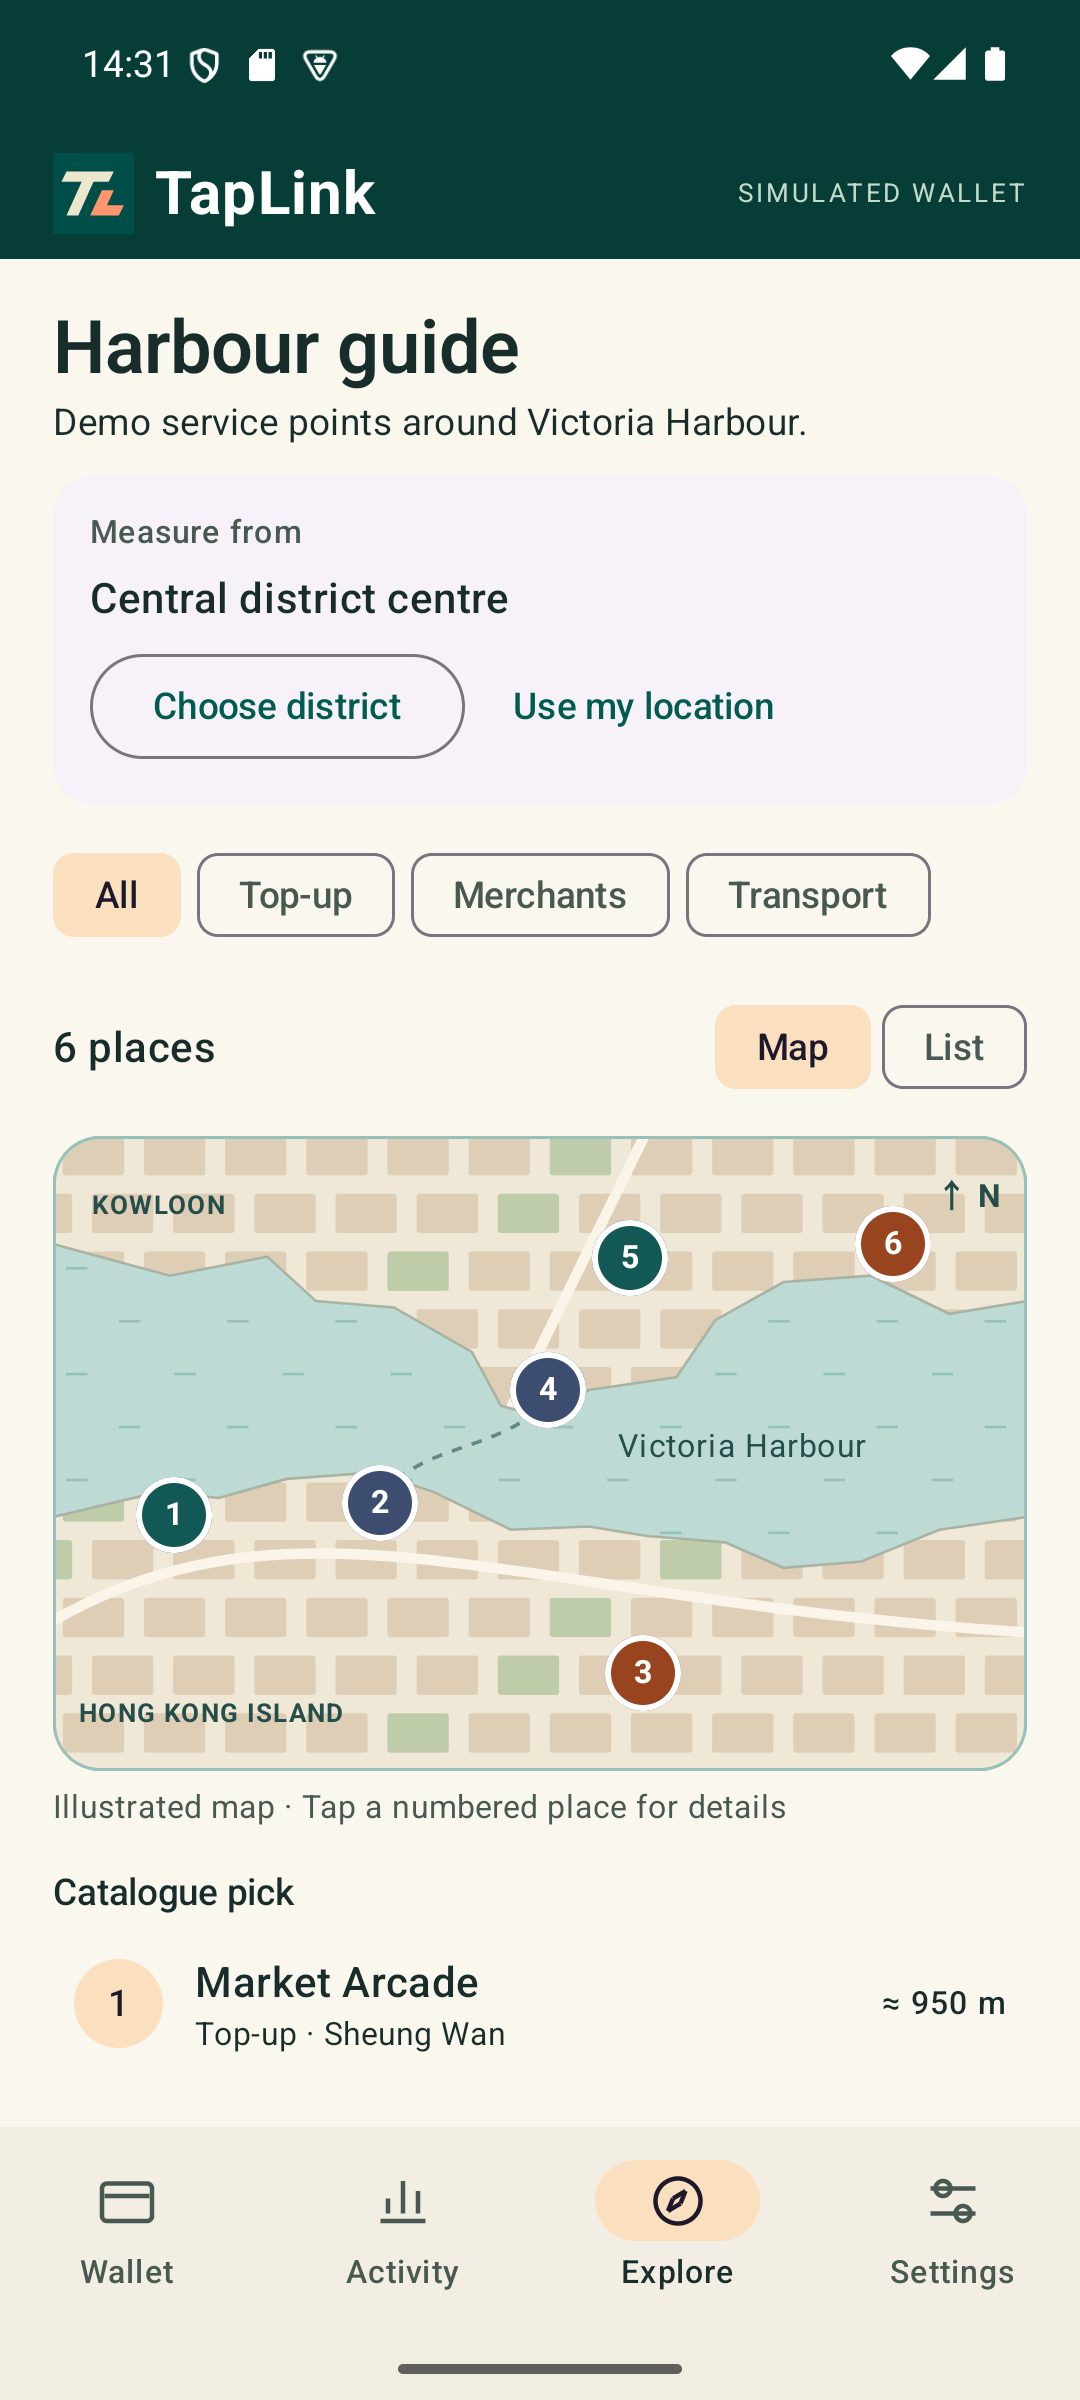 14:31
TL TapLink
SIMULATED WALLET
Harbour guide
Demo service points around Victoria Harbour.
Measure from
Central district centre
Choose district
Use my location
All
Top-up
Merchants
Transport
6 places
Map
List
KOWLOON
↑ N
5
6
4
Victoria Harbour
1
2
3
HONG KONG ISLAND
Illustrated map · Tap a numbered place for details
Catalogue pick
1
Market Arcade
Top-up · Sheung Wan
≈ 950 m
Wallet
Activity
Explore
Settings